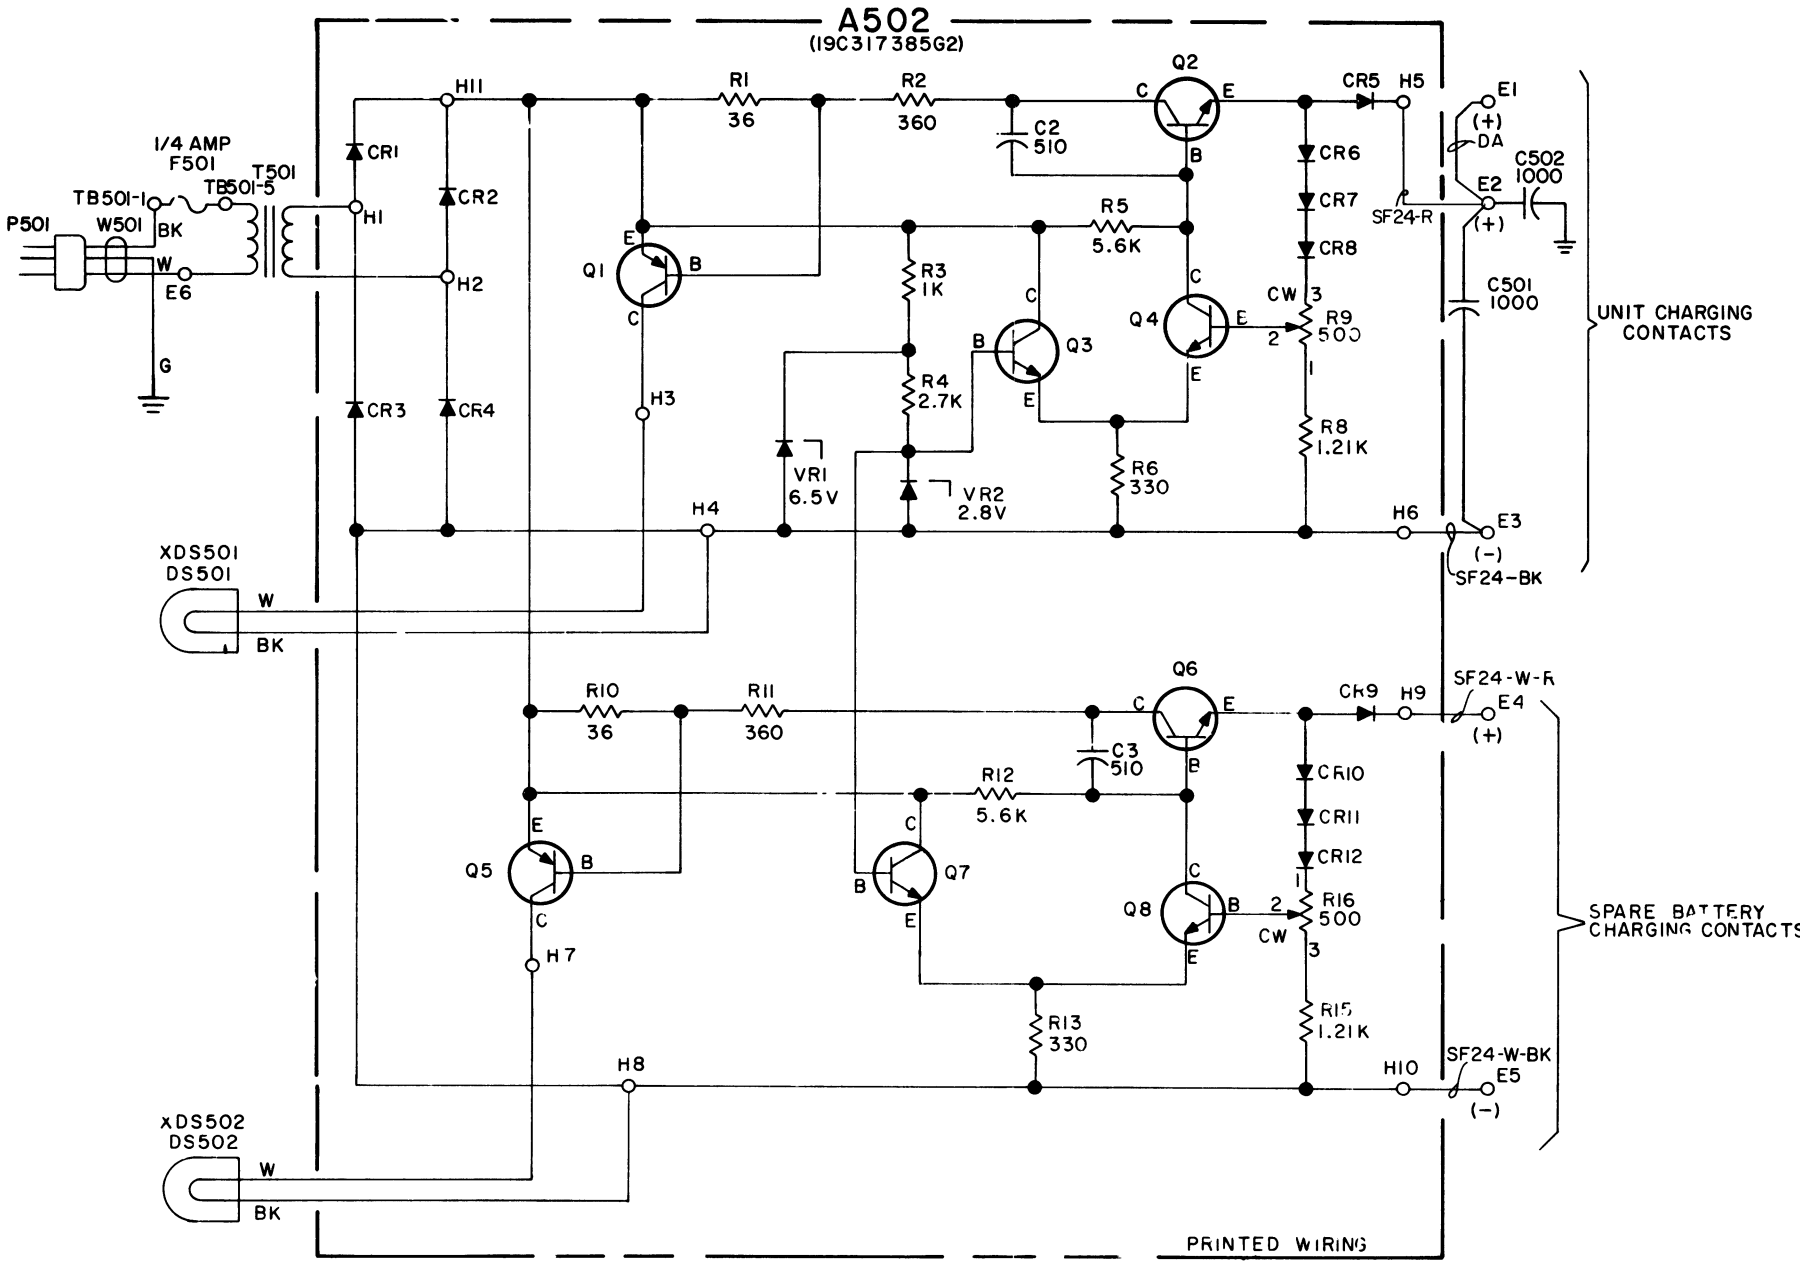 A502
(19C317385G2)
H11
R1
36
R2
360
C2
510
Q2
C
E
B
CR5
H5
E1
(+)
DA
1/4 AMP
F501
TB501-1
TB501-5
T501
P501
W501
BK
W
E6
G
CR1
H1
CR2
H2
CR3
CR4
Q1
E
B
C
H3
R3
1K
R4
2.7K
R5
5.6K
C
B
Q3
E
Q4
C
E
CR6
CR7
CR8
CW
3
2
R9
500
1
R8
1.21K
R6
330
VR1
6.5V
VR2
2.8V
H4
H6
SF24-R
E2
(+)
C502
1000
C501
1000
UNIT CHARGING
CONTACTS
E3
(-)
SF24-BK
XDS501
DS501
W
BK
R10
36
R11
360
Q6
C
E
B
C3
510
CR9
H9
SF24-W-R
E4
(+)
R12
5.6K
CR10
CR11
CR12
1
R16
500
2
CW
3
R15
1.21K
Q5
E
B
C
H7
Q7
C
B
E
Q8
C
B
E
R13
330
H8
H10
SF24-W-BK
E5
(-)
SPARE BATTERY
CHARGING CONTACTS
XDS502
DS502
W
BK
PRINTED WIRING